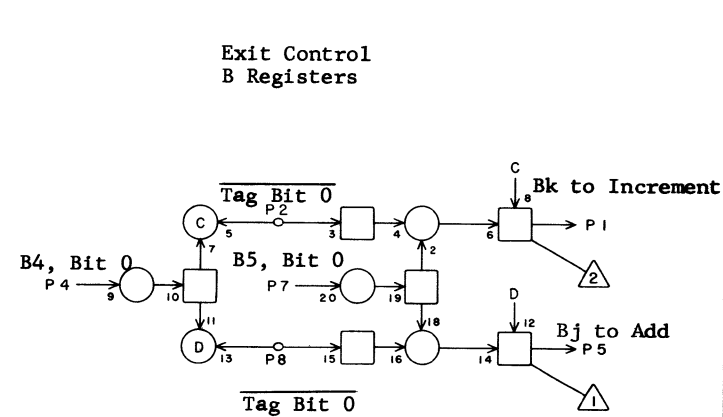 Exit Control
B Registers
C
Bk to Increment
8
Tag Bit 0
P2
C
5
3
4
6
P1
7
2
2
B4, Bit 0
B5, Bit 0
P4
9
10
P7
20
19
D
11
18
12
Bj to Add
D
13
P8
15
16
14
P5
1
Tag Bit 0